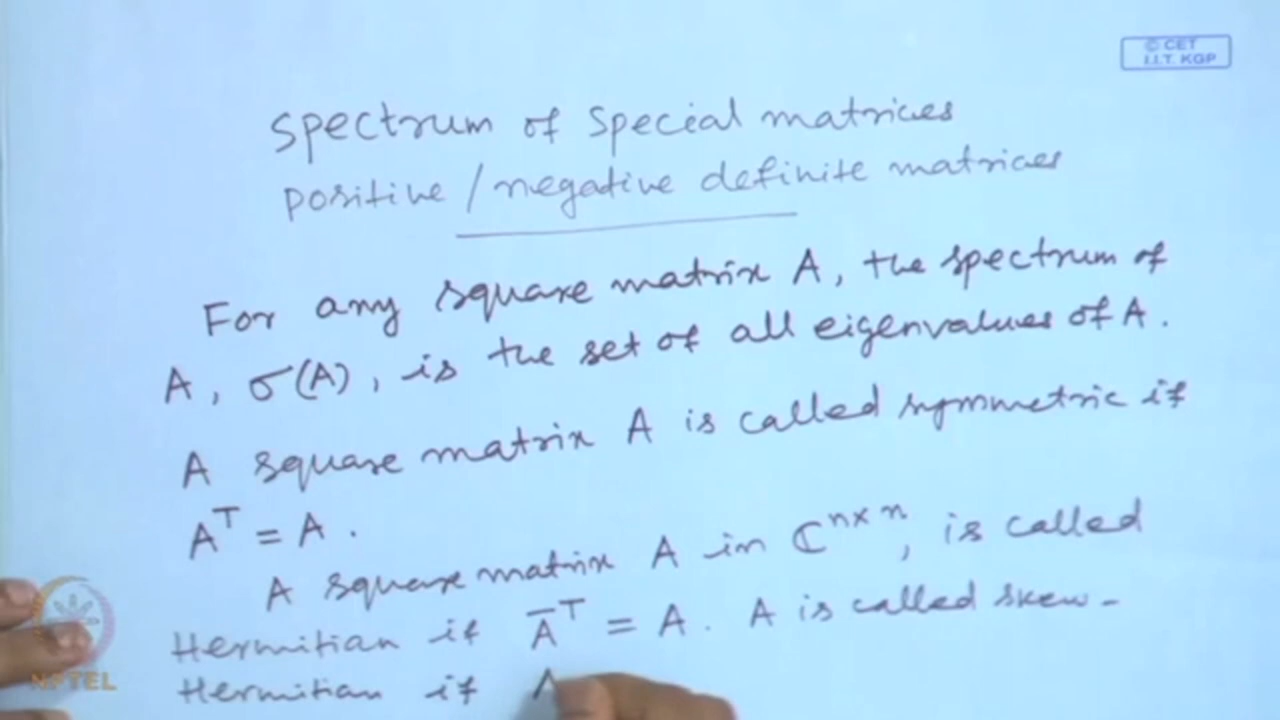 © CET
I.I.T. KGP
Spectrum of Special matrices
positive / negative definite matrices
For any square matrix A, the spectrum of
A, σ(A), is the set of all eigenvalues of A.
A square matrix A is called symmetric if
Aᵀ = A.
A square matrix A in ℂⁿˣⁿ, is called
Hermitian if A̅ᵀ = A. A is called skew-
Hermitian if A
NPTEL